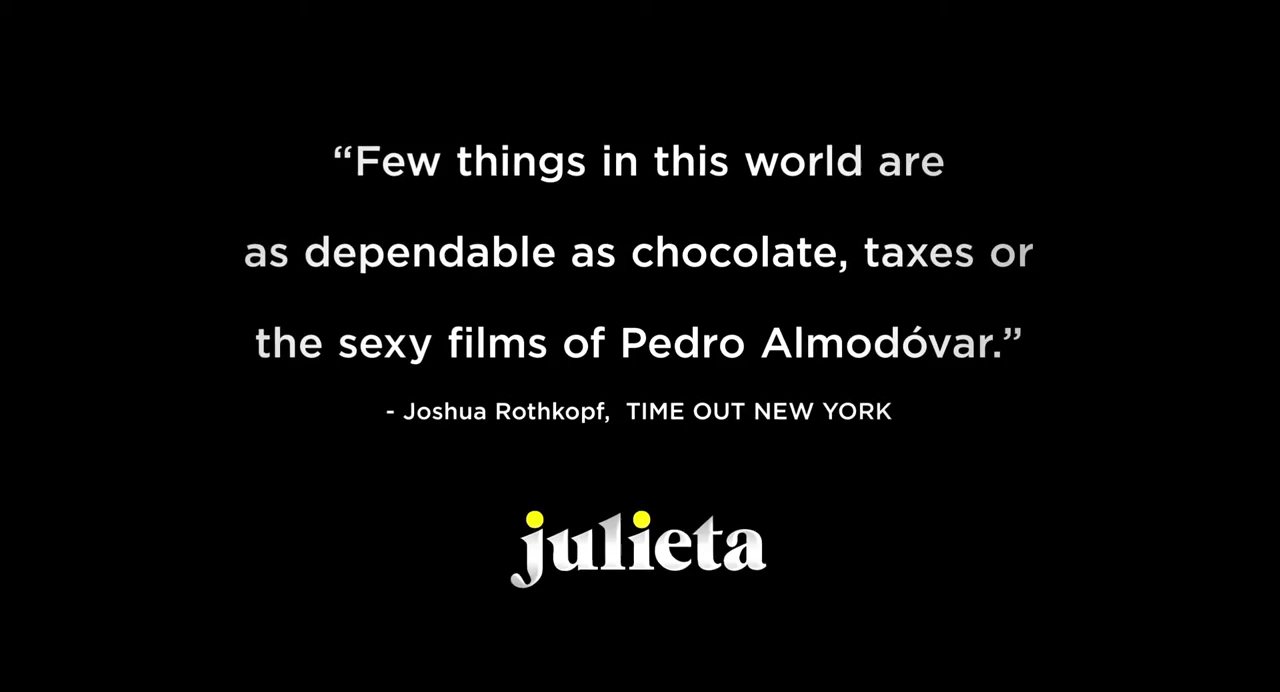 “Few things in this world are
as dependable as chocolate, taxes or
the sexy films of Pedro Almodóvar.”
- Joshua Rothkopf, TIME OUT NEW YORK
julieta